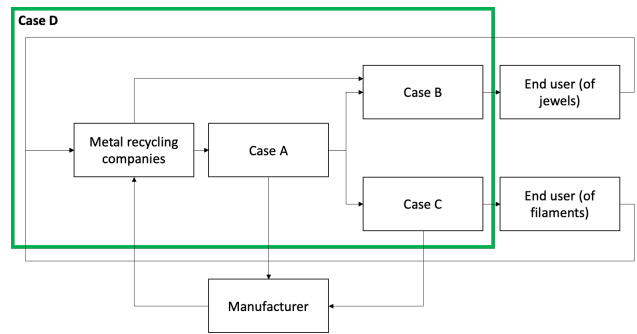 Case D
Case B
End user (of
jewels)
Metal recycling
companies
Case A
Case C
End user (of
filaments)
Manufacturer